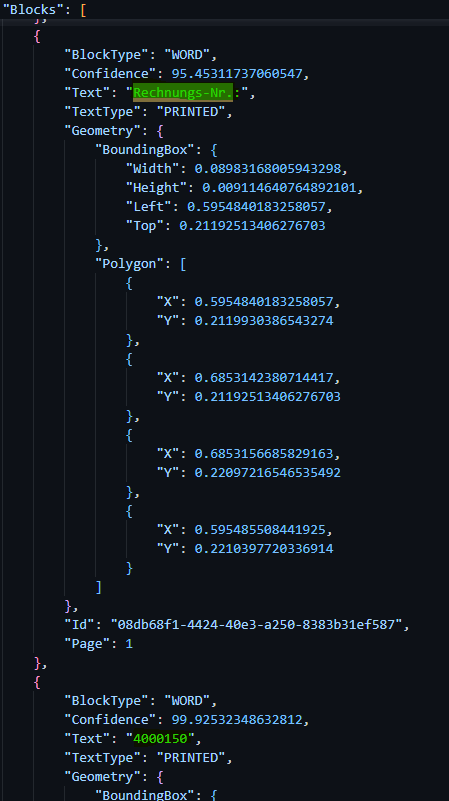 "Blocks": [
},
{
"BlockType": "WORD",
"Confidence": 95.45311737060547,
"Text": "Rechnungs-Nr.:",
"TextType": "PRINTED",
"Geometry": {
"BoundingBox": {
"Width": 0.08983168005943298,
"Height": 0.009114640764892101,
"Left": 0.5954840183258057,
"Top": 0.21192513406276703
},
"Polygon": [
{
"X": 0.5954840183258057,
"Y": 0.2119930386543274
},
{
"X": 0.6853142380714417,
"Y": 0.21192513406276703
},
{
"X": 0.6853156685829163,
"Y": 0.22097216546535492
},
{
"X": 0.595485508441925,
"Y": 0.2210397720336914
}
]
},
"Id": "08db68f1-4424-40e3-a250-8383b31ef587",
"Page": 1
},
{
"BlockType": "WORD",
"Confidence": 99.92532348632812,
"Text": "4000150",
"TextType": "PRINTED",
"Geometry": {
"BoundingBox": {